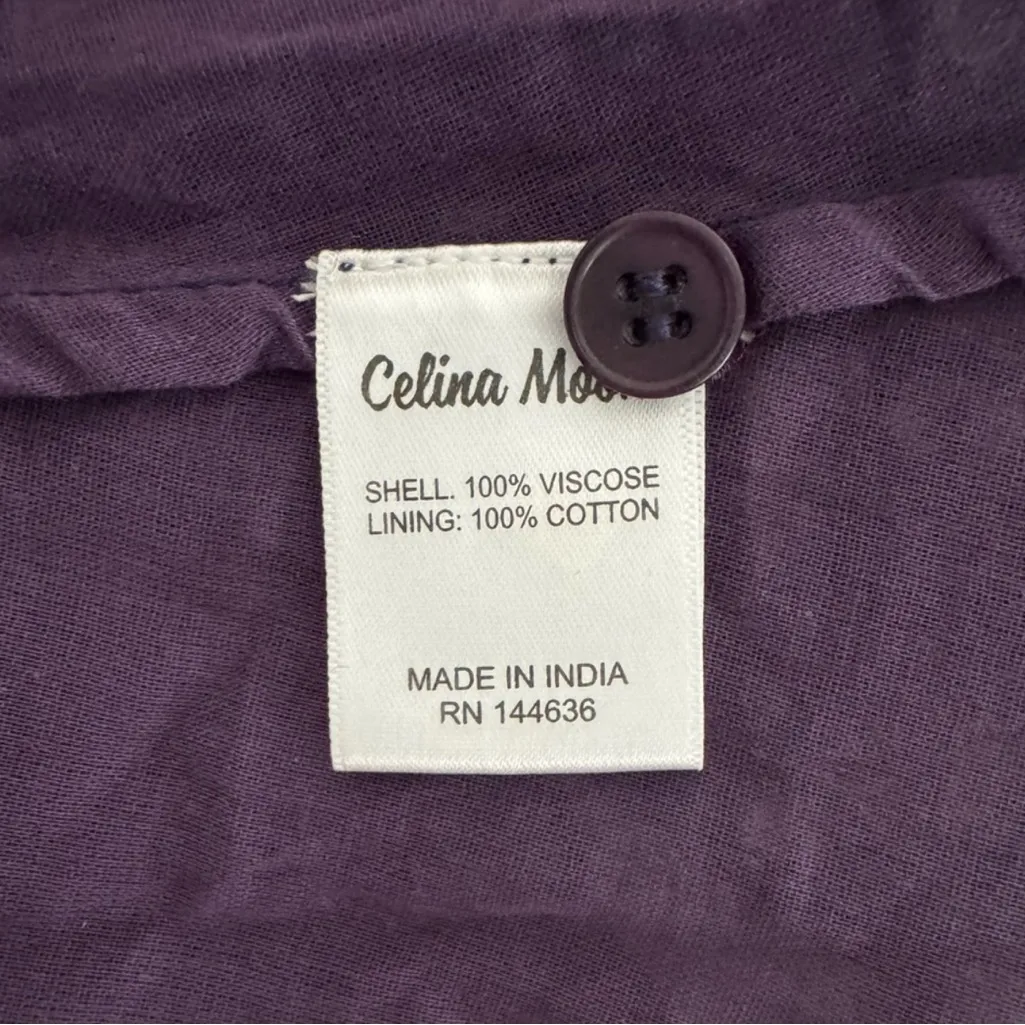 Celina
SHELL. 100% VISCOSE
LINING: 100% COTTON
MADE IN INDIA
RN 144636